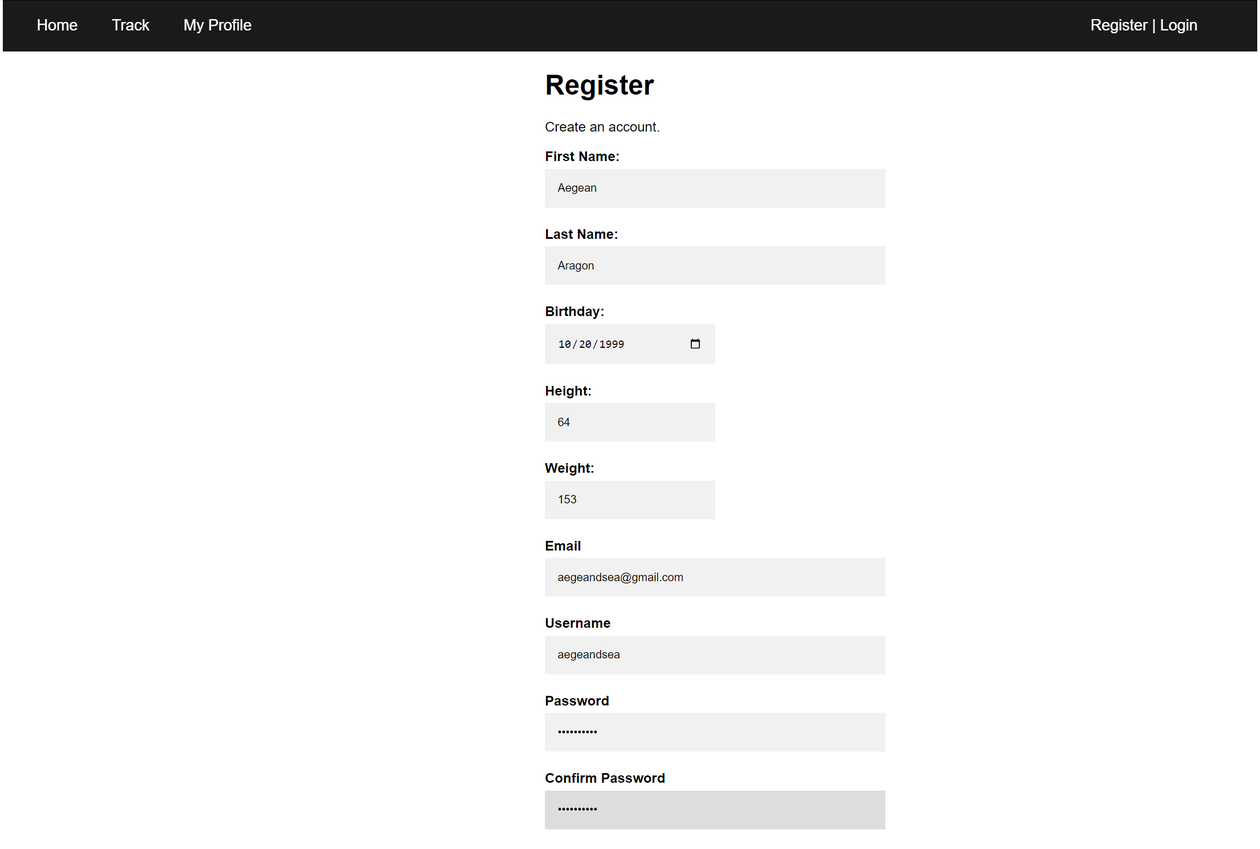 Home Track My Profile Register | Login
Register
Create an account.
First Name:
Aegean
Last Name:
Aragon
Birthday:
10/20/1999
Height:
64
Weight:
153
Email
aegeandsea@gmail.com
Username
aegeandsea
Password
••••••••••
Confirm Password
••••••••••